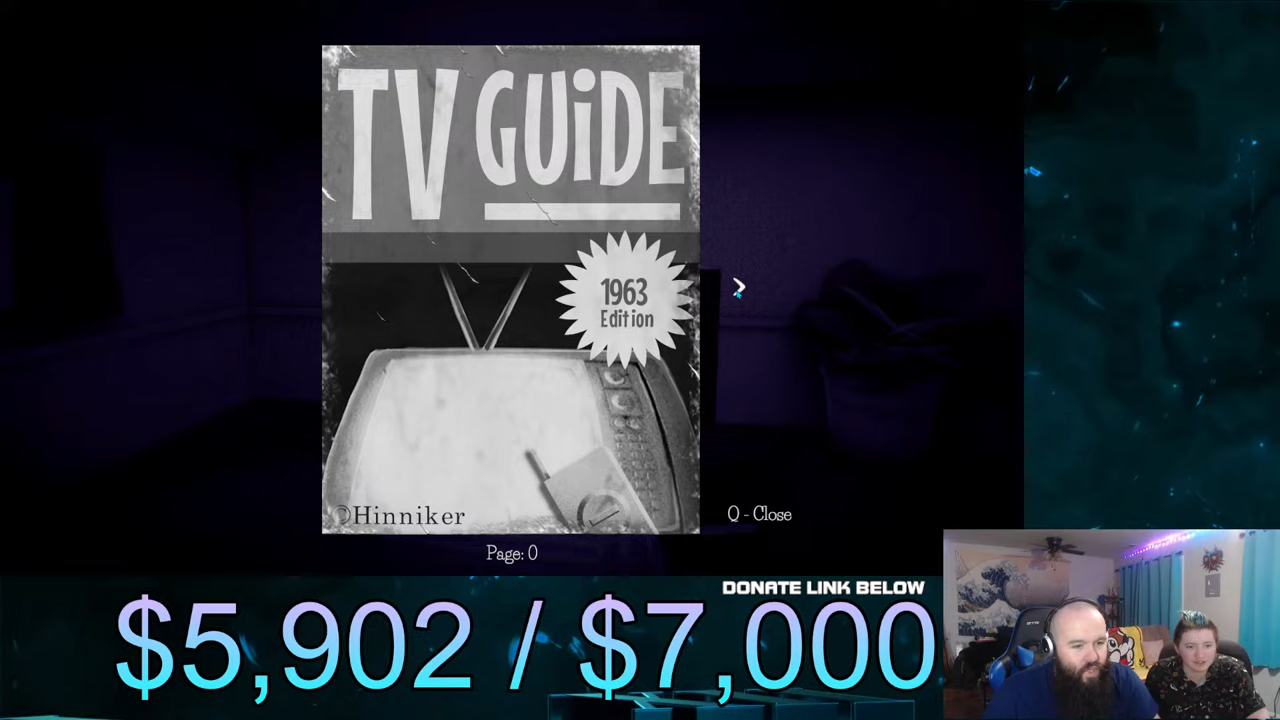 TV GUiDE
1963
Edition
©Hinniker
Q - Close
Page: 0
DONATE LINK BELOW
$5,902 / $7,000